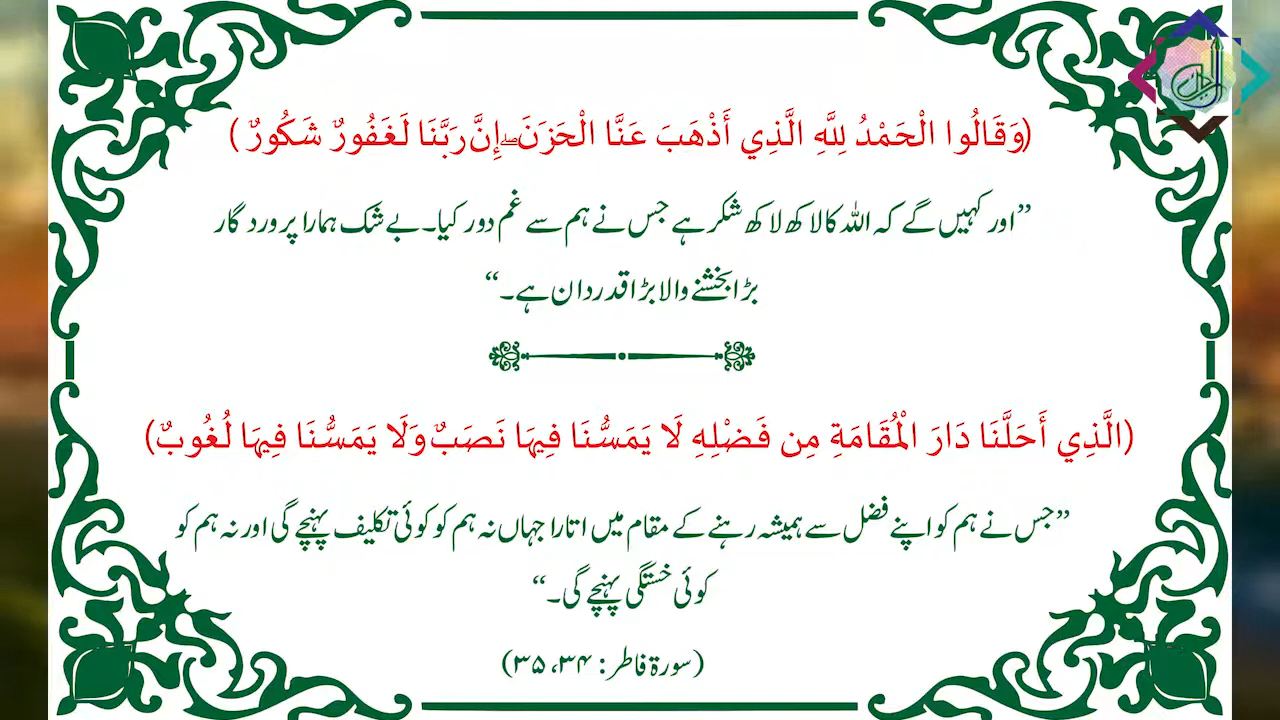 (وَقَالُوا الْحَمْدُ لِلَّهِ الَّذِي أَذْهَبَ عَنَّا الْحَزَنَ ۖ إِنَّ رَبَّنَا لَغَفُورٌ شَكُورٌ )
”اور کہیں گے کہ اللہ کا لاکھ لاکھ شکر ہے جس نے ہم سے غم دور کیا۔ بے شک ہمارا پرورد گار
بڑا بخشنے والا بڑا قدردان ہے۔“
(الَّذِي أَحَلَّنَا دَارَ الْمُقَامَةِ مِن فَضْلِهِ لَا يَمَسُّنَا فِيهَا نَصَبٌ وَلَا يَمَسُّنَا فِيهَا لُغُوبٌ)
”جس نے ہم کو اپنے فضل سے ہمیشہ رہنے کے مقام میں اتارا جہاں نہ ہم کو کوئی تکلیف پہنچے گی اور نہ ہم کو
کوئی خستگی پہنچے گی۔“
(سورۃ فاطر: ۳۴، ۳۵)